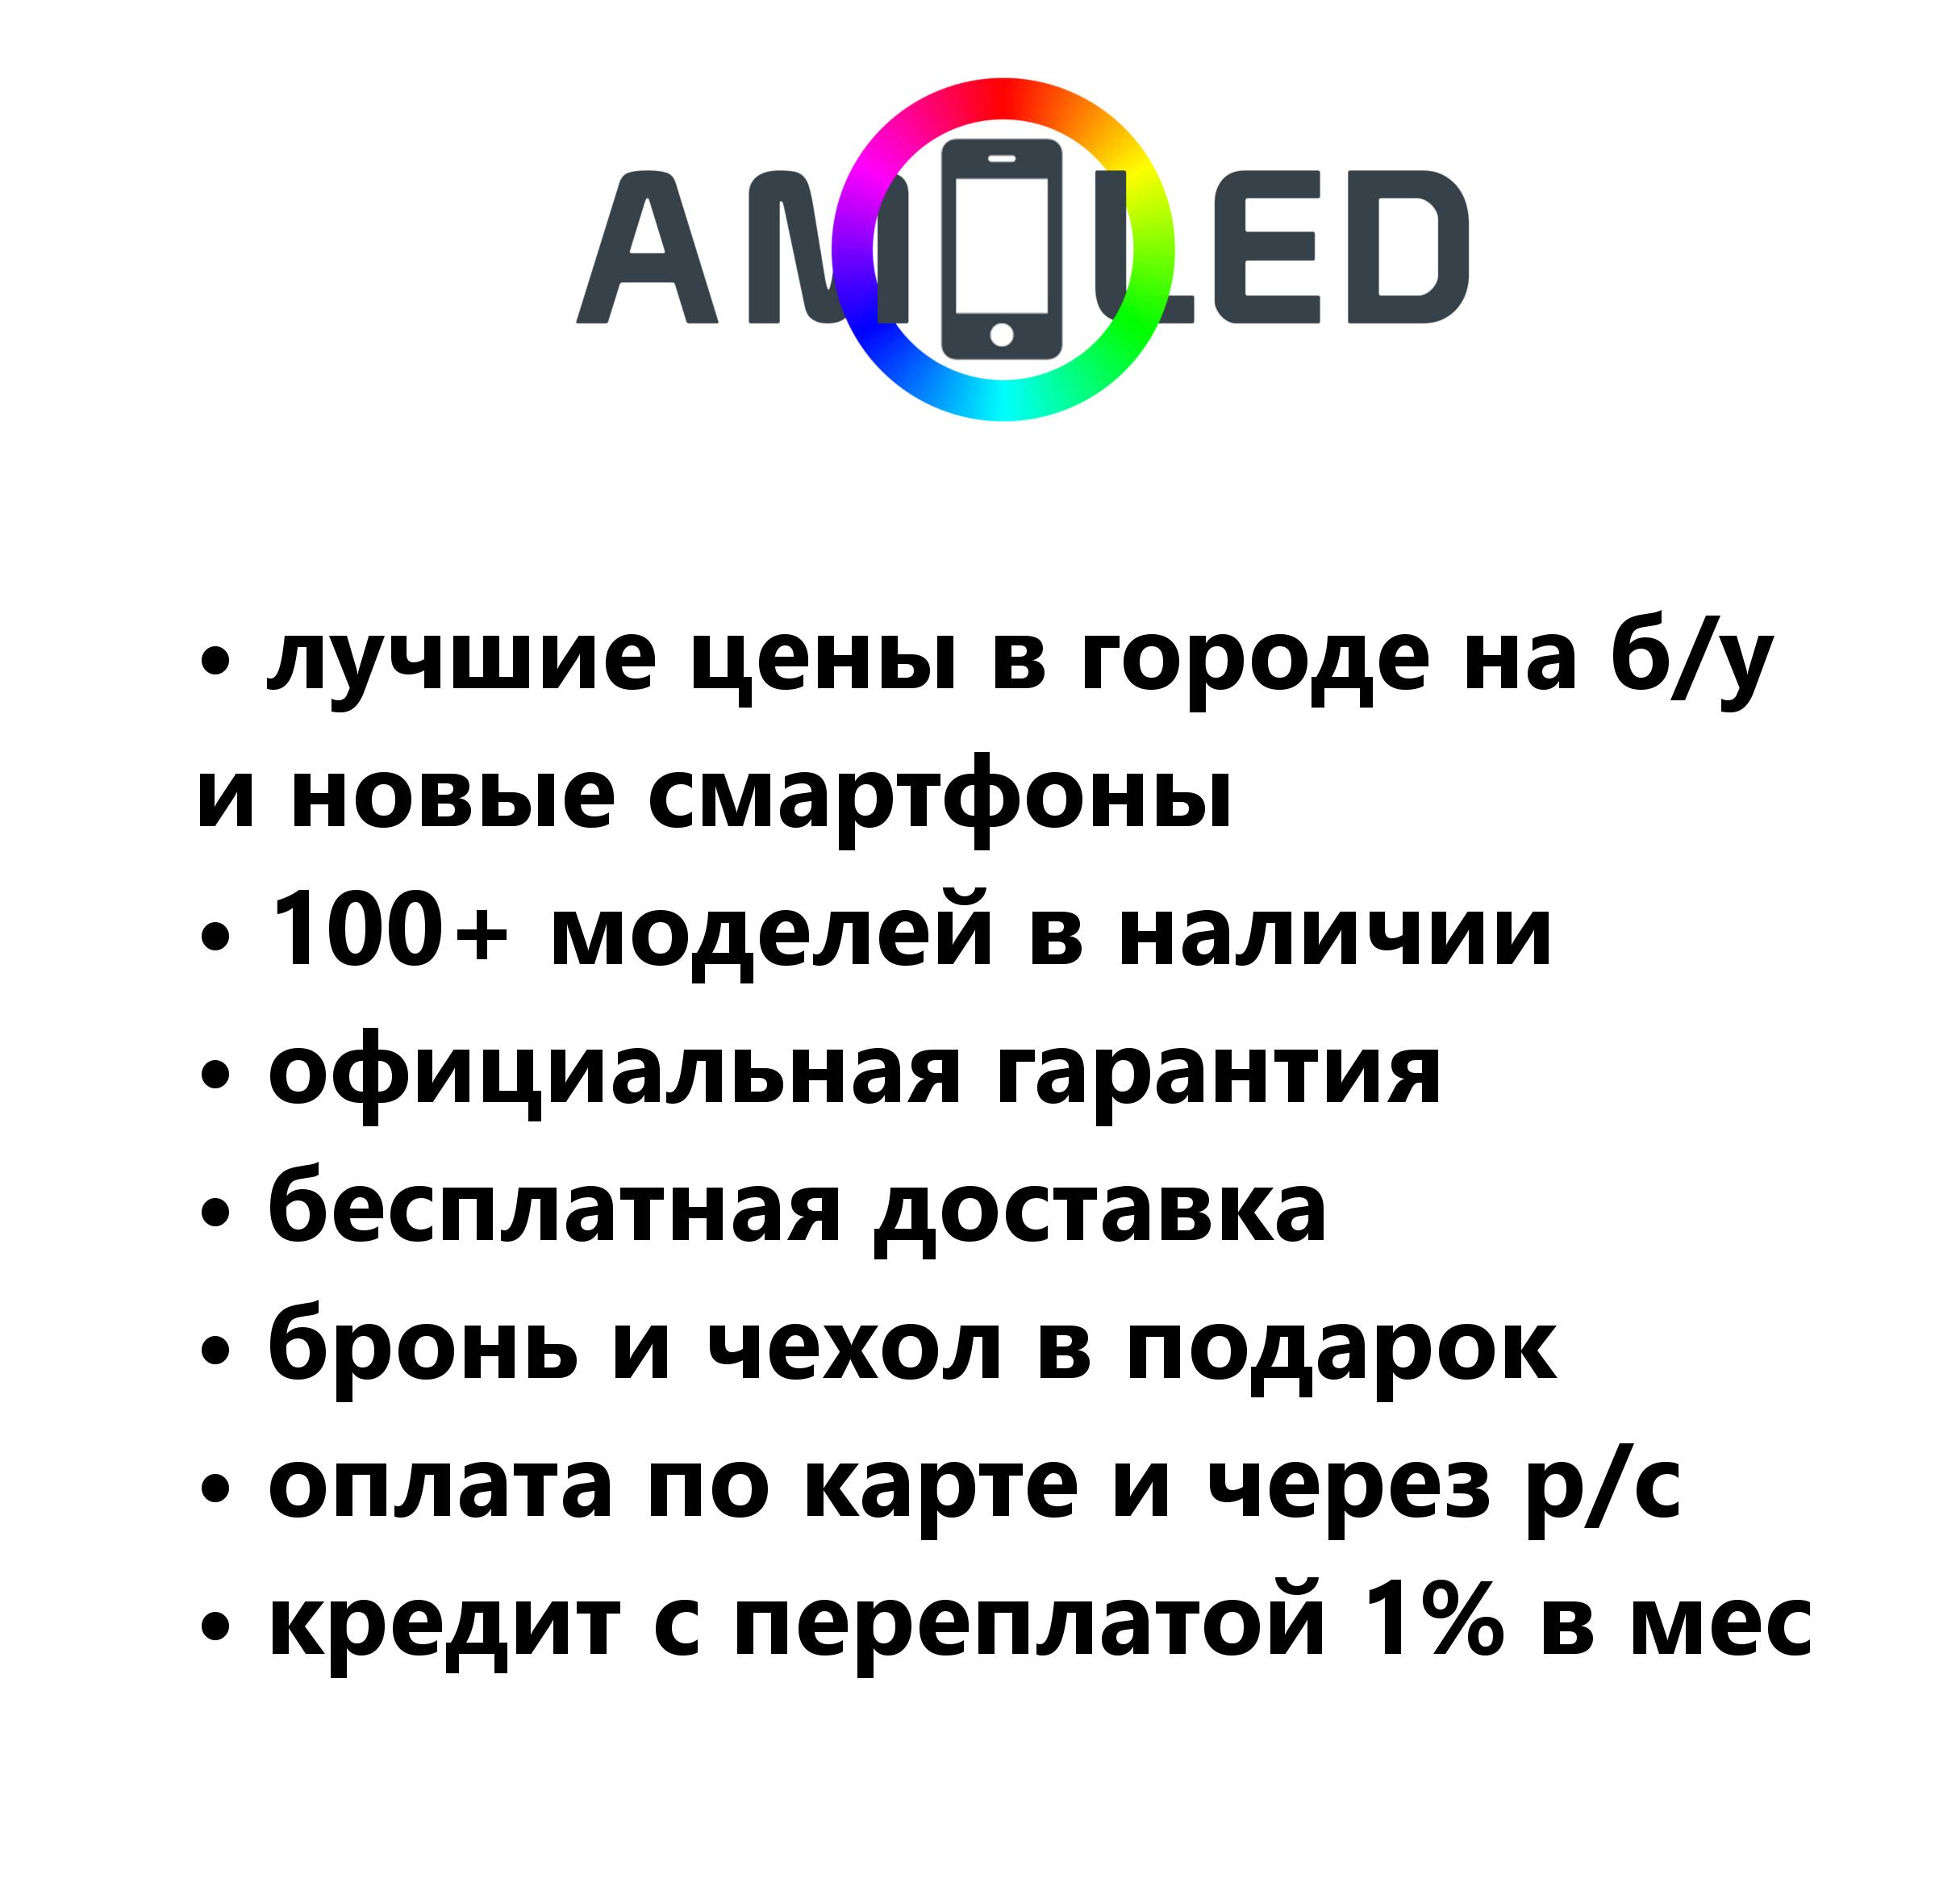 AMOLED
• лучшие цены в городе на б/у
и новые смартфоны
• 100+ моделей в наличии
• официальная гарантия
• бесплатная доставка
• бронь и чехол в подарок
• оплата по карте и через р/с
• кредит с переплатой 1% в мес